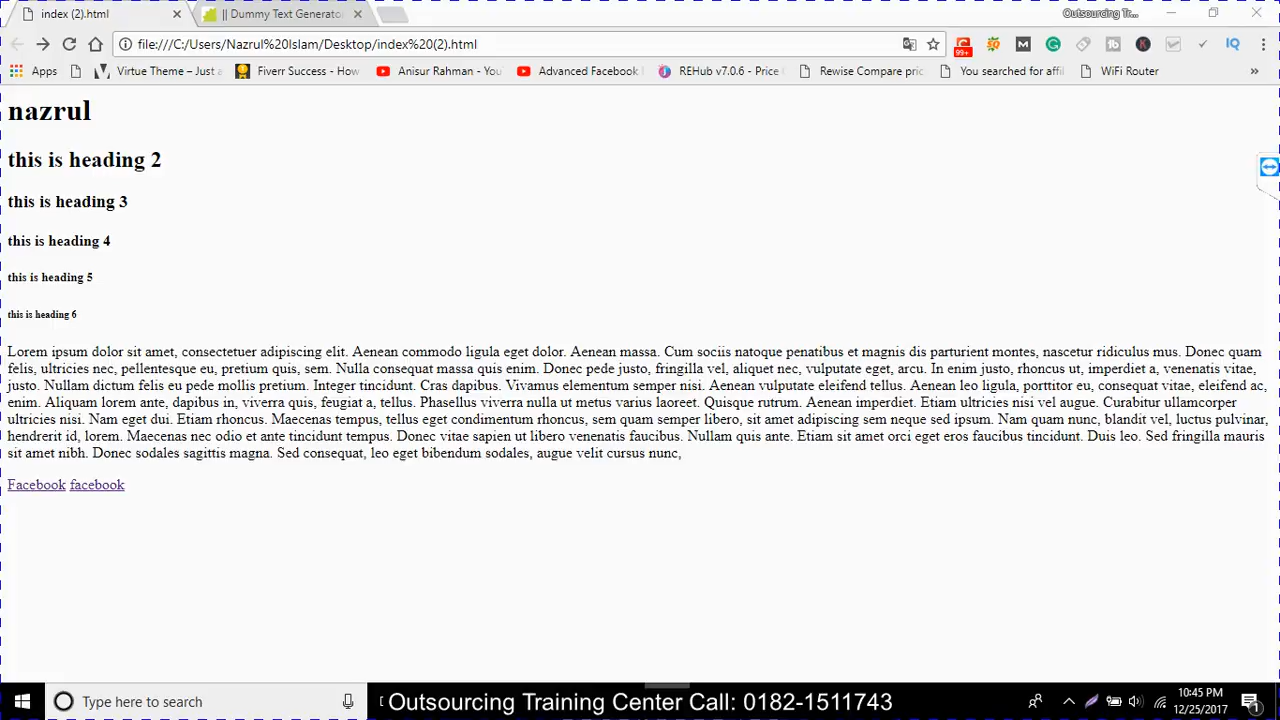 index (2).html
|| Dummy Text Generator
Outsourcing Tr...
file:///C:/Users/Nazrul%20Islam/Desktop/index%20(2).html
99+
IQ
Apps
Virtue Theme – Just a
Fiverr Success - How
Anisur Rahman - You
Advanced Facebook
REHub v7.0.6 - Price
Rewise Compare pric
You searched for affil
WiFi Router
»
nazrul
this is heading 2
this is heading 3
this is heading 4
this is heading 5
this is heading 6
Lorem ipsum dolor sit amet, consectetuer adipiscing elit. Aenean commodo ligula eget dolor. Aenean massa. Cum sociis natoque penatibus et magnis dis parturient montes, nascetur ridiculus mus. Donec quam
felis, ultricies nec, pellentesque eu, pretium quis, sem. Nulla consequat massa quis enim. Donec pede justo, fringilla vel, aliquet nec, vulputate eget, arcu. In enim justo, rhoncus ut, imperdiet a, venenatis vitae,
justo. Nullam dictum felis eu pede mollis pretium. Integer tincidunt. Cras dapibus. Vivamus elementum semper nisi. Aenean vulputate eleifend tellus. Aenean leo ligula, porttitor eu, consequat vitae, eleifend ac,
enim. Aliquam lorem ante, dapibus in, viverra quis, feugiat a, tellus. Phasellus viverra nulla ut metus varius laoreet. Quisque rutrum. Aenean imperdiet. Etiam ultricies nisi vel augue. Curabitur ullamcorper
ultricies nisi. Nam eget dui. Etiam rhoncus. Maecenas tempus, tellus eget condimentum rhoncus, sem quam semper libero, sit amet adipiscing sem neque sed ipsum. Nam quam nunc, blandit vel, luctus pulvinar,
hendrerit id, lorem. Maecenas nec odio et ante tincidunt tempus. Donec vitae sapien ut libero venenatis faucibus. Nullam quis ante. Etiam sit amet orci eget eros faucibus tincidunt. Duis leo. Sed fringilla mauris
sit amet nibh. Donec sodales sagittis magna. Sed consequat, leo eget bibendum sodales, augue velit cursus nunc,
Facebook facebook
Type here to search
Outsourcing Training Center Call: 0182-1511743
10:45 PM
12/25/2017
1